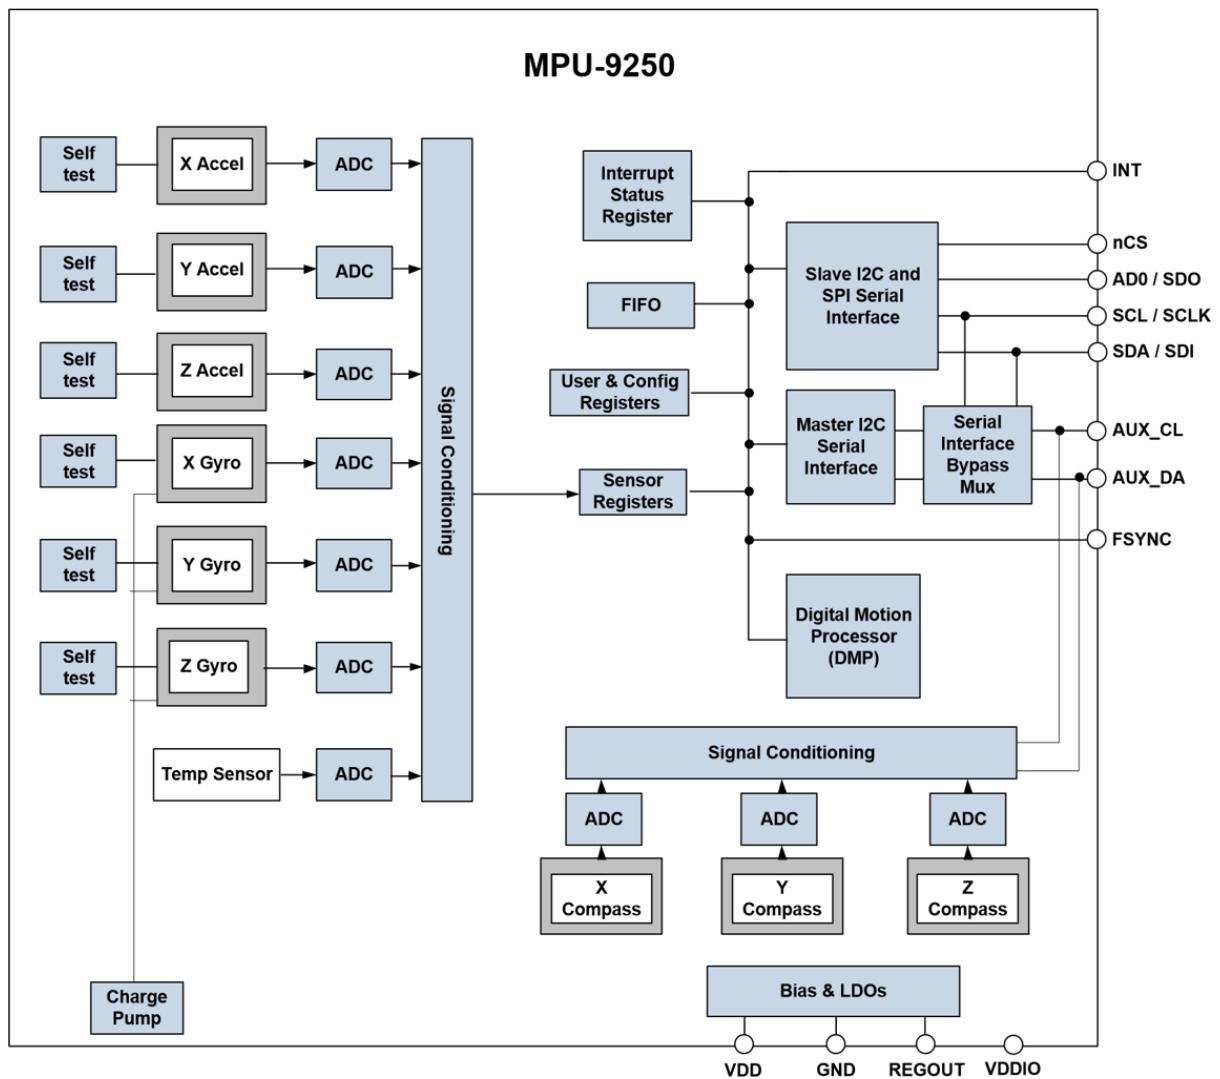 MPU-9250
Self
test
X Accel
ADC
Self
test
Y Accel
ADC
Self
test
Z Accel
ADC
Self
test
X Gyro
ADC
Self
test
Y Gyro
ADC
Self
test
Z Gyro
ADC
Temp Sensor
ADC
Signal Conditioning
Charge
Pump
Interrupt
Status
Register
FIFO
User & Config
Registers
Sensor
Registers
Slave I2C and
SPI Serial
Interface
Master I2C
Serial
Interface
Serial
Interface
Bypass
Mux
Digital Motion
Processor
(DMP)
INT
nCS
AD0 / SDO
SCL / SCLK
SDA / SDI
AUX_CL
AUX_DA
FSYNC
Signal Conditioning
ADC
ADC
ADC
X
Compass
Y
Compass
Z
Compass
Bias & LDOs
VDD
GND
REGOUT
VDDIO